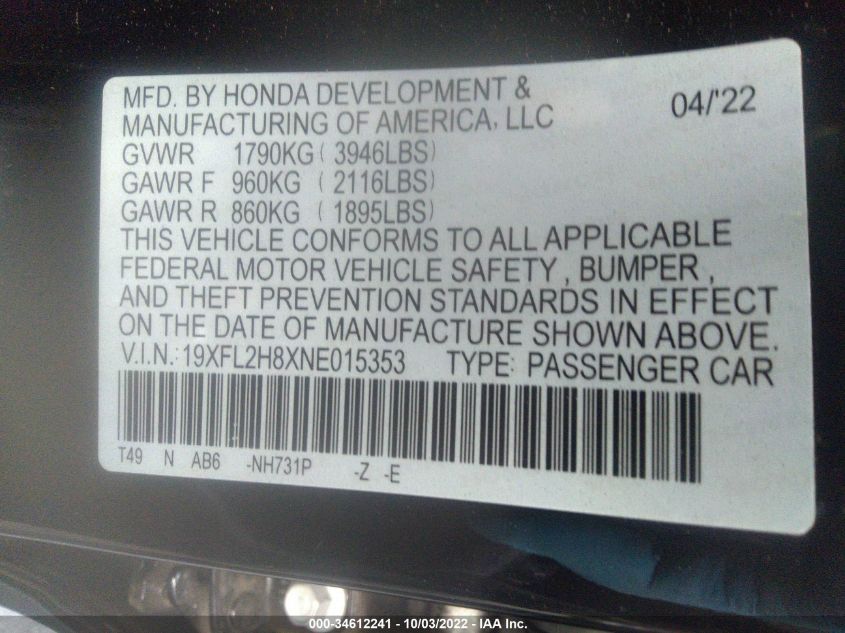 MFD. BY HONDA DEVELOPMENT & 04/'22
MANUFACTURING OF AMERICA, LLC
GVWR 1790KG ( 3946LBS)
GAWR F 960KG ( 2116LBS)
GAWR R 860KG ( 1895LBS)
THIS VEHICLE CONFORMS TO ALL APPLICABLE
FEDERAL MOTOR VEHICLE SAFETY , BUMPER ,
AND THEFT PREVENTION STANDARDS IN EFFECT
ON THE DATE OF MANUFACTURE SHOWN ABOVE.
V.I.N.: 19XFL2H8XNE015353 TYPE: PASSENGER CAR
T49 N AB6 -NH731P -Z -E
000-34612241 - 10/03/2022 - IAA Inc.